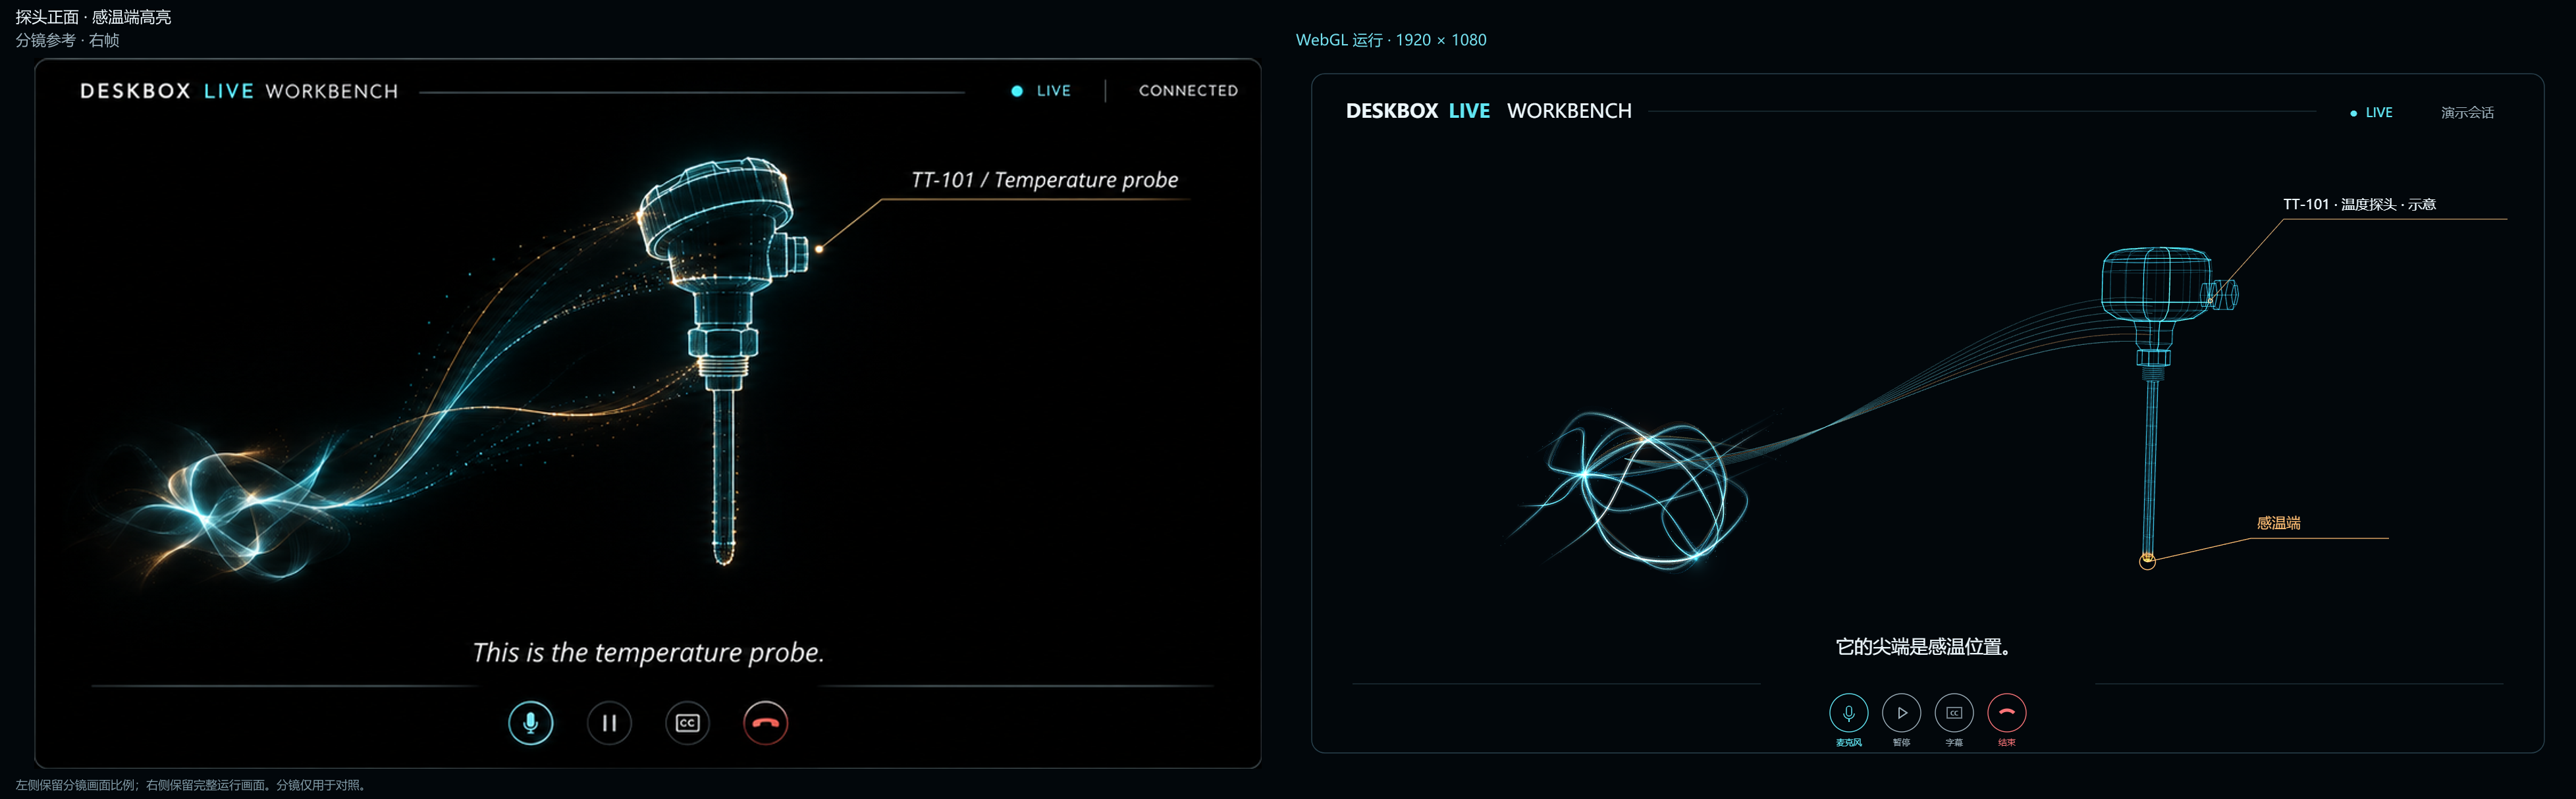 探头正面 · 感温端高亮
分镜参考 · 右帧
DESKBOX LIVE WORKBENCH
LIVE
CONNECTED
TT-101 / Temperature probe
This is the temperature probe.
CC
WebGL 运行 · 1920 × 1080
DESKBOX LIVE WORKBENCH
LIVE
演示会话
TT-101 · 温度探头 · 示意
感温端
它的尖端是感温位置。
CC
麦克风
暂停
字幕
结束
左侧保留分镜画面比例；右侧保留完整运行画面。分镜仅用于对照。